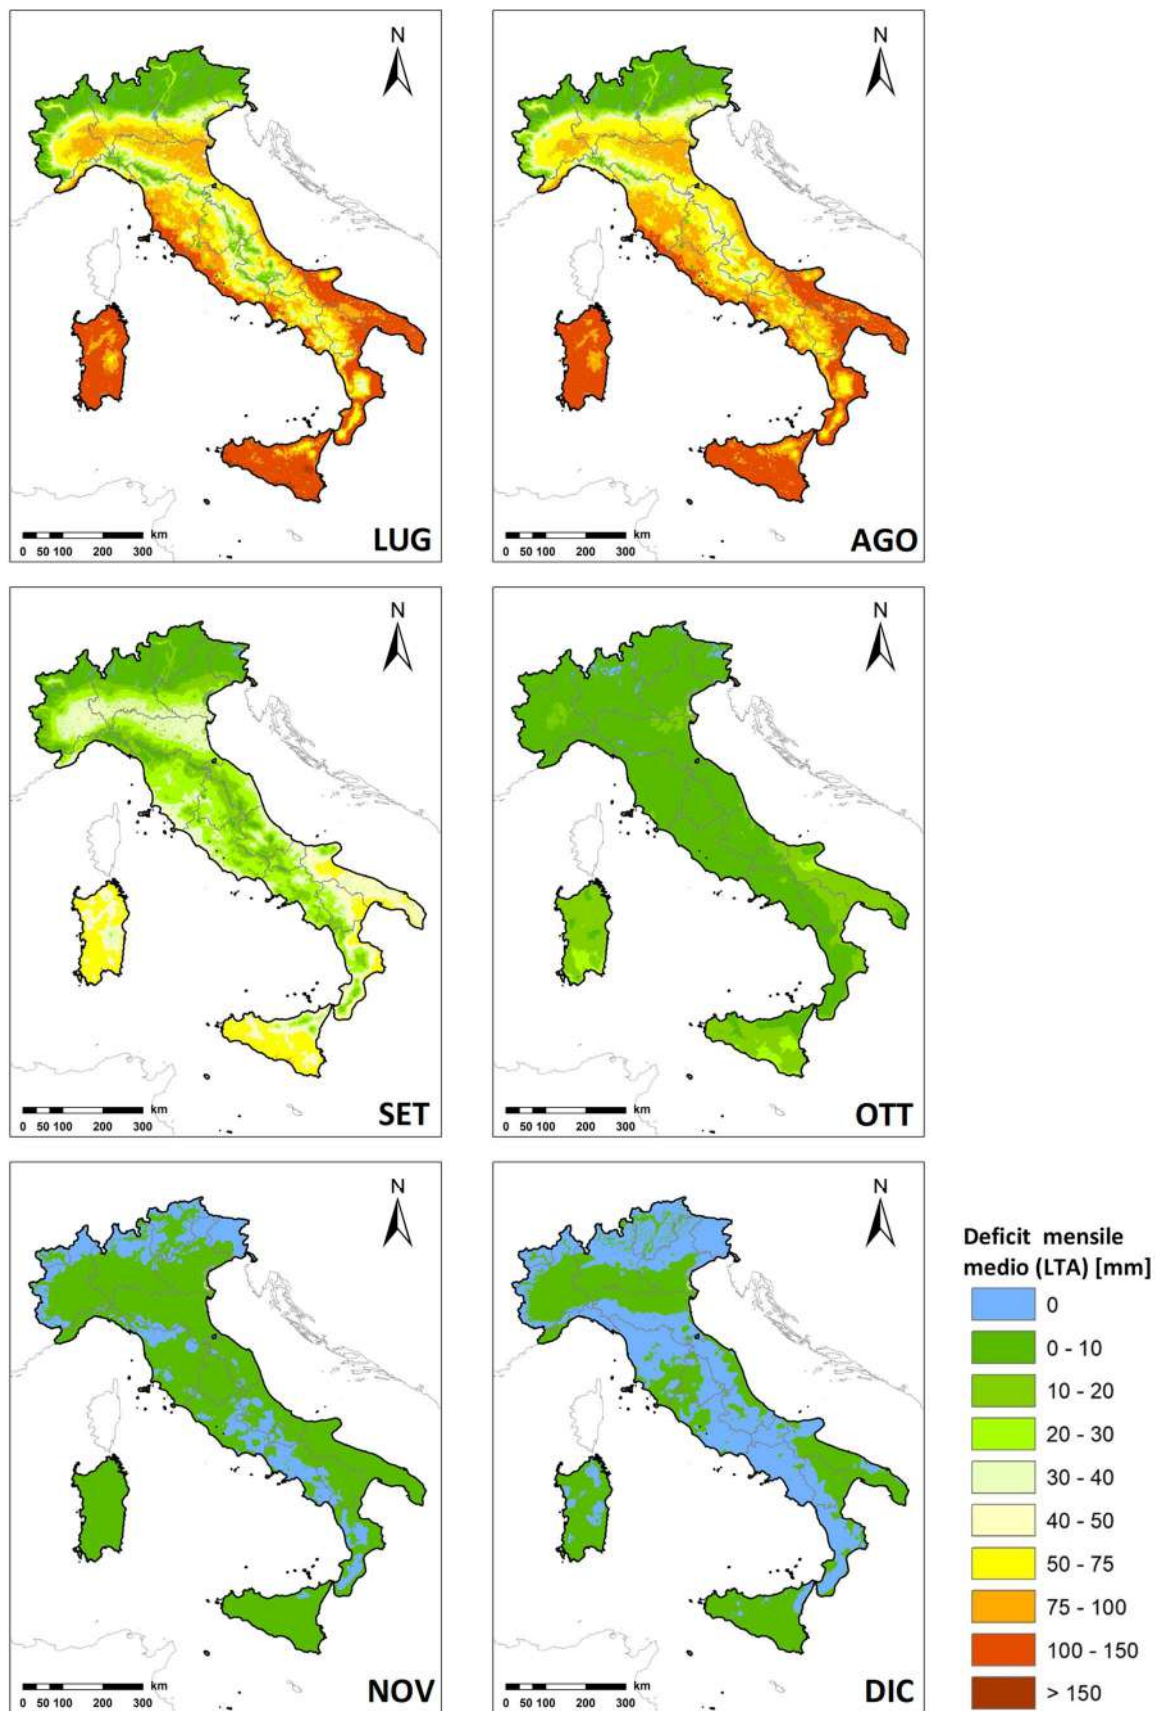 N
N
km
0 50 100 200 300
LUG
km
0 50 100 200 300
AGO
N
N
km
0 50 100 200 300
SET
km
0 50 100 200 300
OTT
N
N
km
0 50 100 200 300
NOV
km
0 50 100 200 300
DIC
Deficit mensile
medio (LTA) [mm]
0
0 - 10
10 - 20
20 - 30
30 - 40
40 - 50
50 - 75
75 - 100
100 - 150
> 150